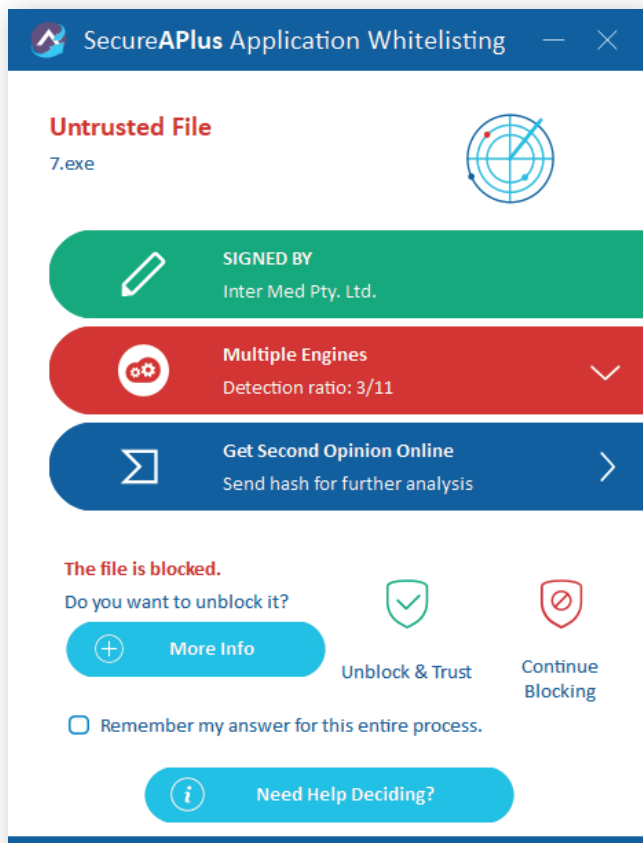 SecureAPlus Application Whitelisting
Untrusted File
7.exe
SIGNED BY
Inter Med Pty. Ltd.
Multiple Engines
Detection ratio: 3/11
Get Second Opinion Online
Send hash for further analysis
The file is blocked.
Do you want to unblock it?
More Info
Unblock & Trust
Continue
Blocking
Remember my answer for this entire process.
i Need Help Deciding?